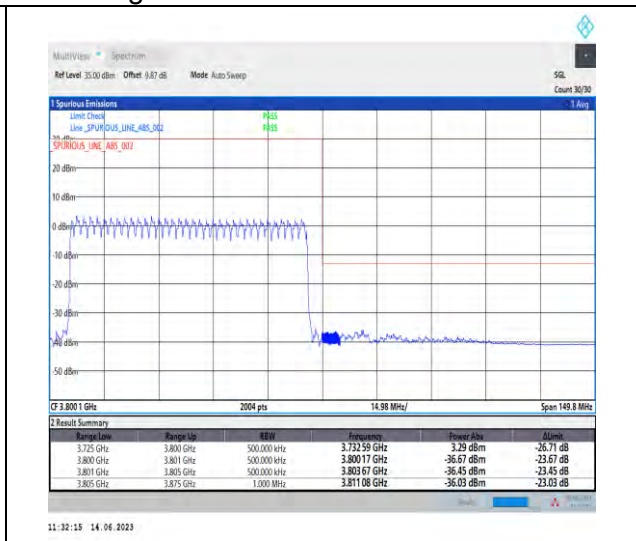 MultiView Spectrum
Ref Level 35.00 dBm Offset 9.87 dB Mode Auto Sweep SGL
Count 30/30
1 Spurious Emissions 1 Avg
Limit Check PASS
Line _SPURIOUS_LINE_ABS_002 PASS
_SPURIOUS_LINE_ABS_002
20 dBm
10 dBm
0 dBm
-10 dBm
-20 dBm
-30 dBm
-40 dBm
-50 dBm
CF 3.8001 GHz 2004 pts 14.98 MHz/ Span 149.8 MHz
2 Result Summary
Range Low Range Up RBW Frequency Power Abs ΔLimit
3.725 GHz 3.800 GHz 500.000 kHz 3.732 59 GHz 3.29 dBm -26.71 dB
3.800 GHz 3.801 GHz 500.000 kHz 3.800 17 GHz -36.67 dBm -23.67 dB
3.801 GHz 3.805 GHz 500.000 kHz 3.803 67 GHz -36.45 dBm -23.45 dB
3.805 GHz 3.875 GHz 1.000 MHz 3.811 08 GHz -36.03 dBm -23.03 dB
11:32:15 14.06.2023